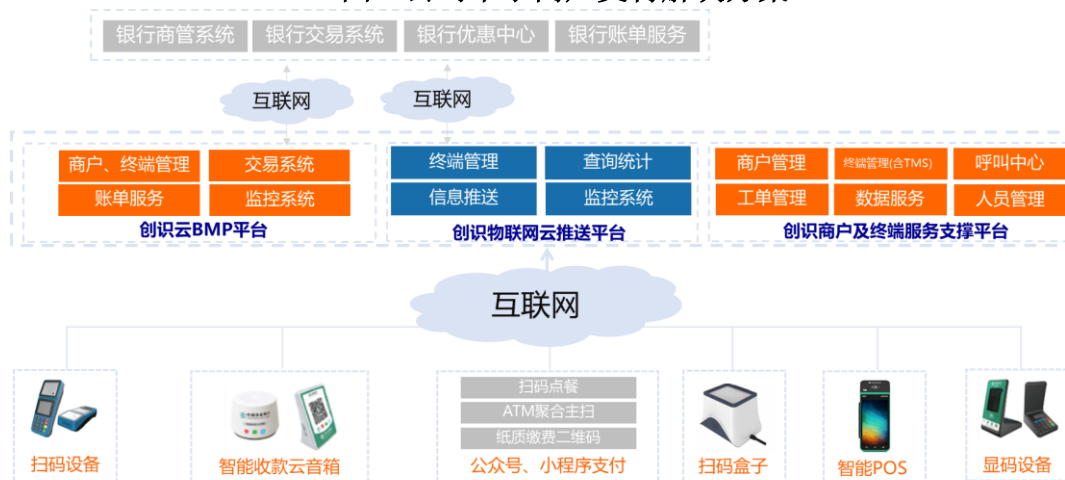 银行商管系统 银行交易系统 银行优惠中心 银行账单服务
互联网 互联网
商户、终端管理 交易系统 终端管理 查询统计 商户管理 终端管理(含TMS) 呼叫中心
账单服务 监控系统 信息推送 监控系统 工单管理 数据服务 人员管理
创识云BMP平台 创识物联网云推送平台 创识商户及终端服务支撑平台
互联网
扫码点餐
ATM聚合主扫
纸质缴费二维码
扫码设备 智能收款云音箱 公众号、小程序支付 扫码盒子 智能POS 显码设备